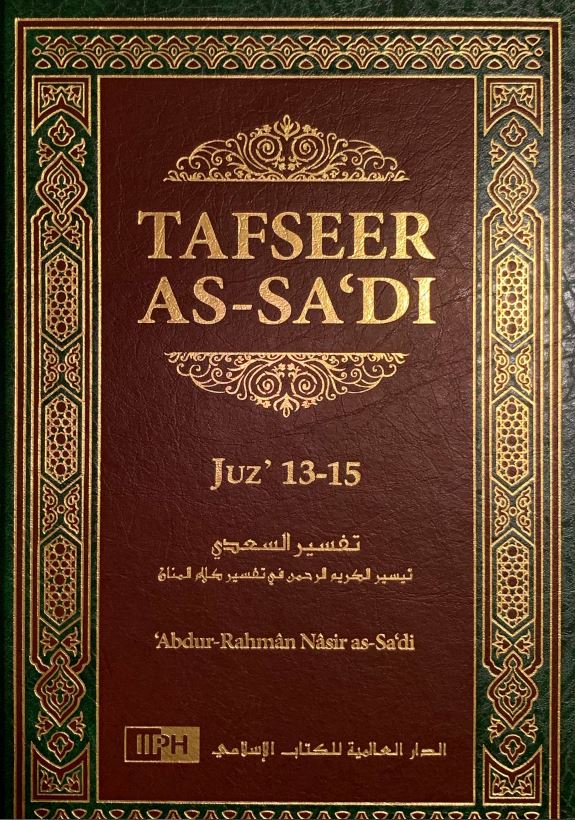 TAFSEER
AS-SA‘DI
JUZ’ 13-15
تفسير السعدي
تيسير الكريم الرحمن في تفسير كلام المنان
‘Abdur-Rahmân Nâsir as-Sa‘di
IIPH الدار العالمية للكتاب الإسلامي